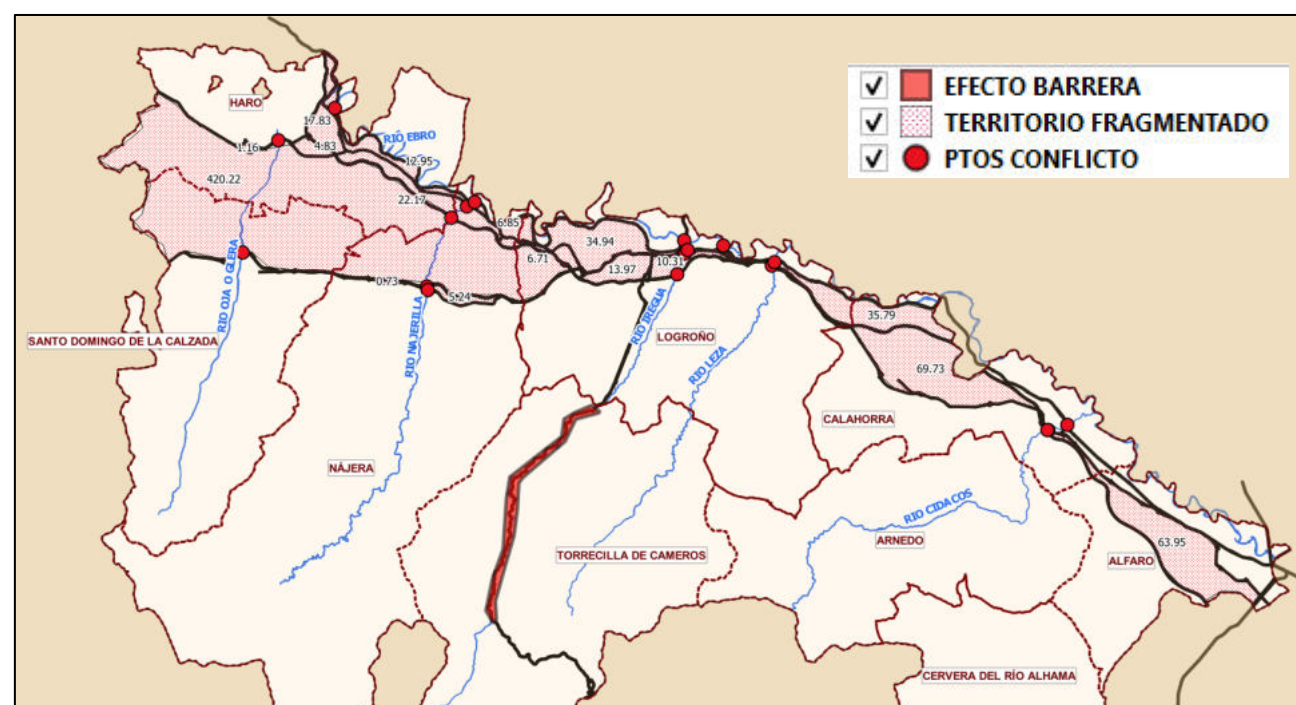 EFECTO BARRERA
TERRITORIO FRAGMENTADO
PTOS CONFLICTO
HARO
17.83
RIÓ EBRO
1.16
4.83
12.95
420.22
22.17
6.85
34.94
6.71
13.97
10.31
0.73
5.24
35.79
RIO OJA O GLERA
RIO NAJERILLA
RIO IREGUA
LOGROÑO
SANTO DOMINGO DE LA CALZADA
RIO LEZA
69.73
CALAHORRA
NÁJERA
RIO CIDACOS
ARNEDO
63.95
TORRECILLA DE CAMEROS
ALFARO
CERVERA DEL RÍO ALHAMA